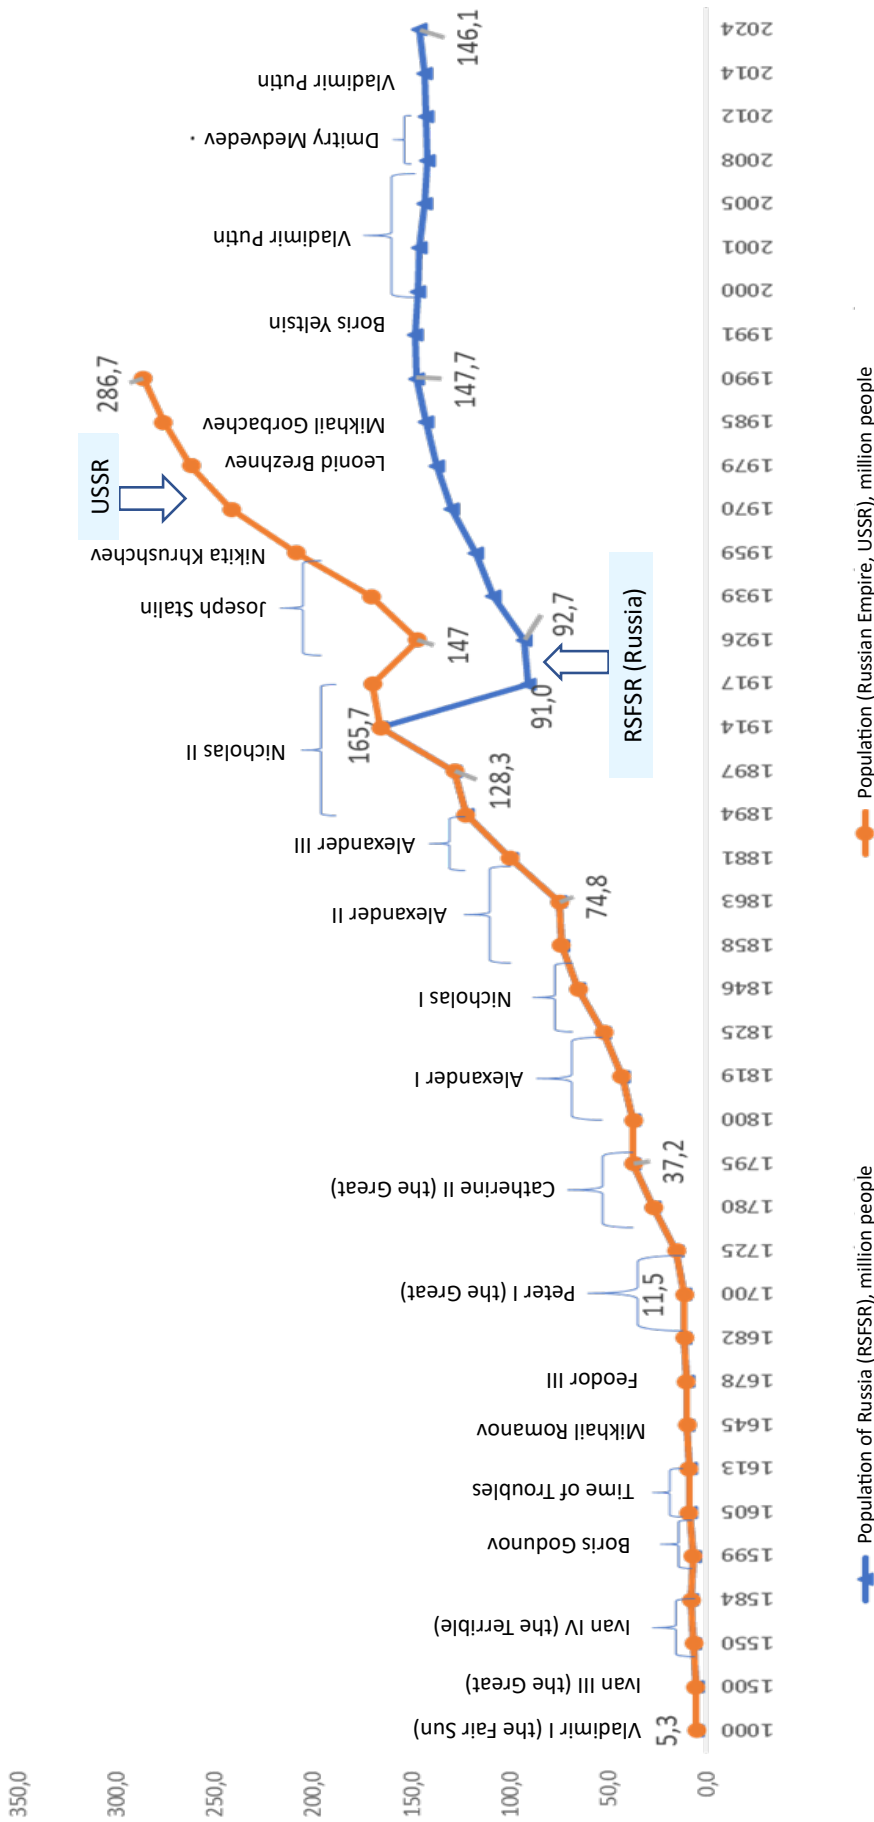 350,0
300,0
250,0
200,0
150,0
100,0
50,0
0,0
Vladimir I (the Fair Sun)
Ivan III (the Great)
Ivan IV (the Terrible)
Boris Godunov
Time of Troubles
Mikhail Romanov
Feodor III
Peter I (the Great)
Catherine II (the Great)
Alexander I
Nicholas I
Alexander II
Alexander III
Nicholas II
Joseph Stalin
Nikita Khrushchev
Leonid Brezhnev
Mikhail Gorbachev
Boris Yeltsin
Vladimir Putin
Dmitry Medvedev
Vladimir Putin
USSR
RSFSR (Russia)
5,3
11,5
37,2
74,8
128,3
165,7
91,0
147
92,7
286,7
147,7
146,1
1000
1500
1550
1584
1599
1605
1613
1645
1678
1682
1700
1725
1780
1795
1800
1819
1825
1846
1858
1863
1881
1894
1897
1914
1917
1926
1939
1959
1970
1979
1985
1990
1991
2000
2001
2005
2008
2012
2014
2024
Population of Russia (RSFSR), million people
Population (Russian Empire, USSR), million people